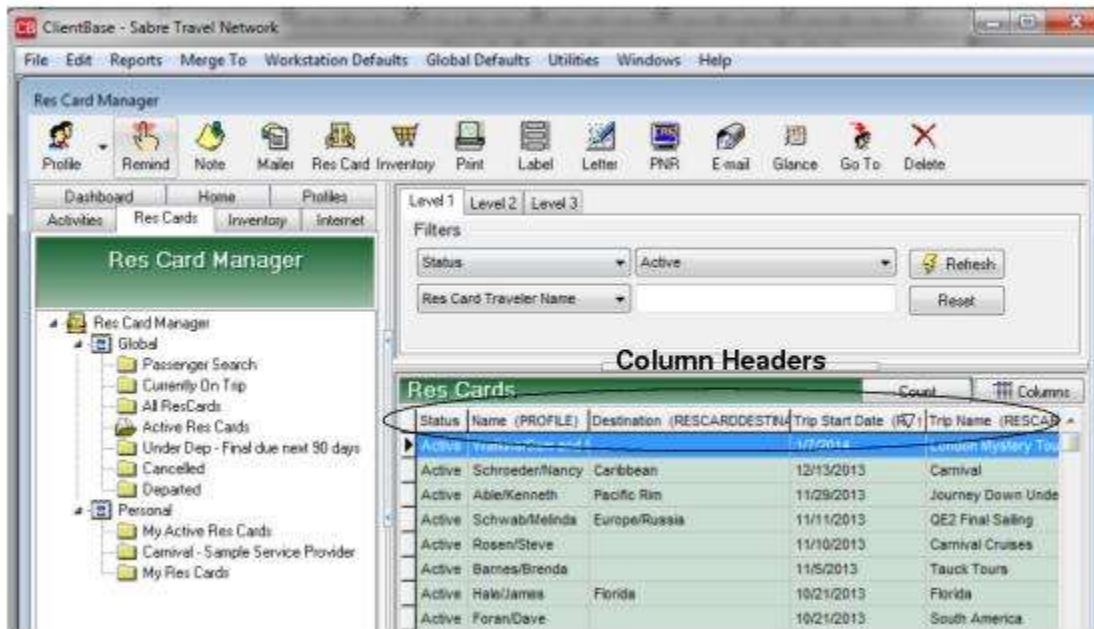 CB ClientBase - Sabre Travel Network
File Edit Reports Merge To Workstation Defaults Global Defaults Utilities Windows Help
Res Card Manager
Profile Remind Note Mailer Res Card Inventory Print Label Letter PNR E-mail Glance Go To Delete
Dashboard Home Profiles
Activities Res Cards Inventory Internet
Res Card Manager
Res Card Manager
Global
Passenger Search
Currently On Trip
All ResCards
Active Res Cards
Under Dep - Final due next 90 days
Cancelled
Departed
Personal
My Active Res Cards
Carnival - Sample Service Provider
My Res Cards
Level 1 Level 2 Level 3
Filters
Status Active Refresh
Res Card Traveler Name Reset
Column Headers
Res Cards Count Columns
Status Name (PROFILE) Destination (RESCARDDESTINA Trip Start Date (R Trip Name (RESCAR
Active 1/7/2014 London Mystery Tou
Active Schroeder/Nancy Caribbean 12/13/2013 Carnival
Active Able/Kenneth Pacific Rim 11/29/2013 Journey Down Unde
Active Schwab/Melinda Europe/Russia 11/11/2013 QE2 Final Sailing
Active Rosen/Steve 11/10/2013 Carnival Cruises
Active Barnes/Brenda 11/5/2013 Tauck Tours
Active Hale/James Florida 10/21/2013 Florida
Active Foran/Dave 10/21/2013 South America